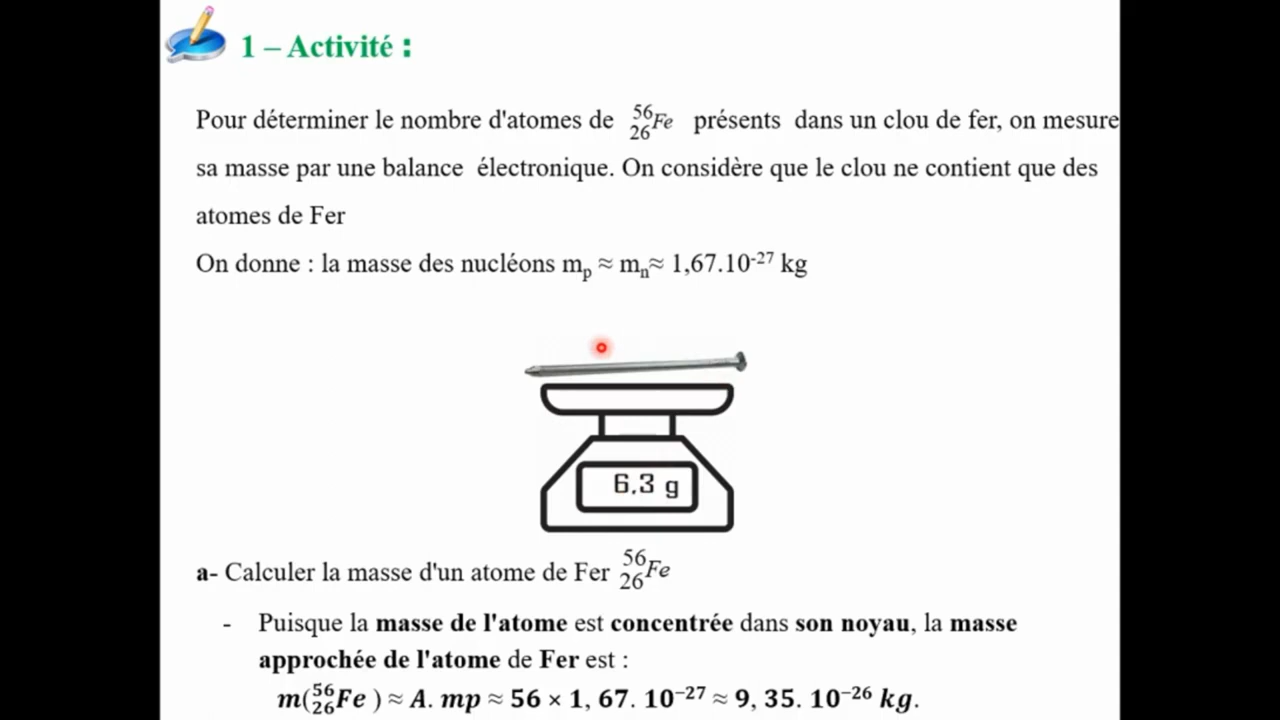 1 – Activité :
Pour déterminer le nombre d'atomes de ⁵⁶₂₆Fe présents dans un clou de fer, on mesure
sa masse par une balance électronique. On considère que le clou ne contient que des
atomes de Fer
On donne : la masse des nucléons mₚ ≈ mₙ≈ 1,67.10⁻²⁷ kg
6,3 g
a- Calculer la masse d'un atome de Fer ⁵⁶₂₆Fe
- Puisque la masse de l'atome est concentrée dans son noyau, la masse
approchée de l'atome de Fer est :
m(⁵⁶₂₆Fe ) ≈ A. mp ≈ 56 × 1, 67. 10⁻²⁷ ≈ 9, 35. 10⁻²⁶ kg.